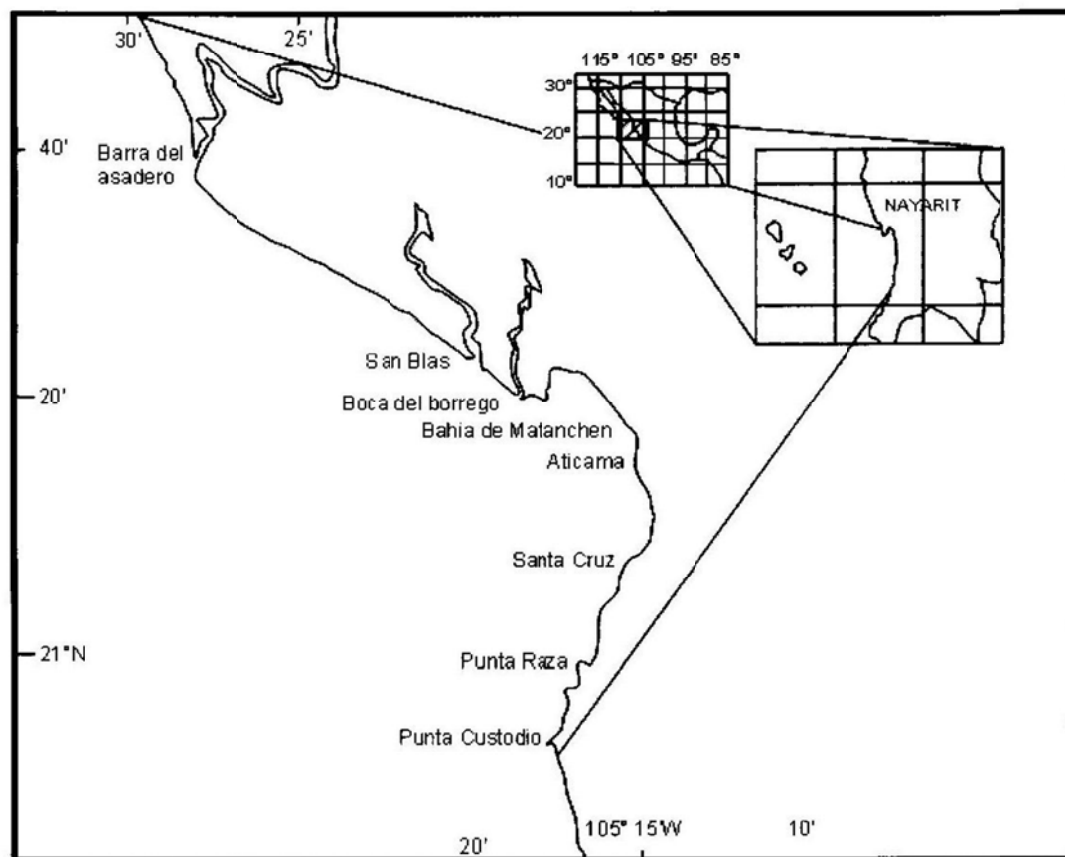 30' 25'
115° 105° 95' 85°
30°
20°
10°
40'
Barra del
asadero
NAYARIT
San Blas
20'
Boca del borrego
Bahia de Matanchen
Aticama
Santa Cruz
21°N
Punta Raza
Punta Custodio
20' 105° 15'W 10'